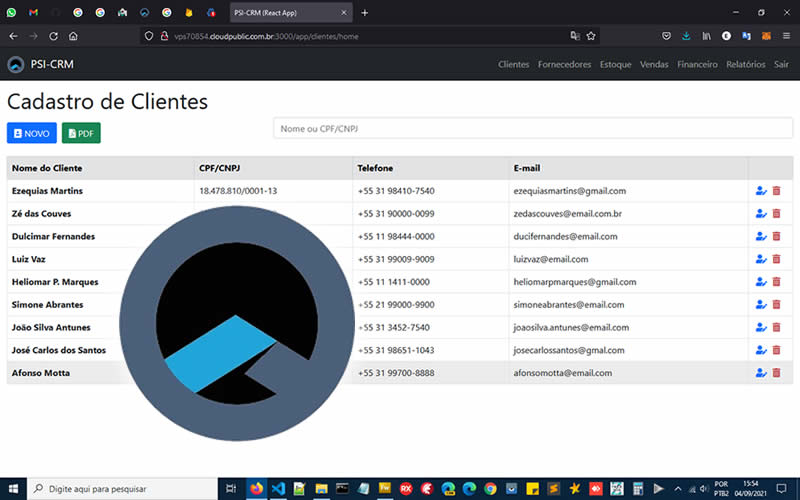 PSI-CRM (React App)
vps70854.cloudpublic.com.br:3000/app/clientes/home
PSI-CRM Clientes Fornecedores Estoque Vendas Financeiro Relatórios Sair
Cadastro de Clientes
NOVO PDF Nome ou CPF/CNPJ
Nome do Cliente CPF/CNPJ Telefone E-mail
Ezequias Martins 18.478.810/0001-13 +55 31 98410-7540 ezequiasmartins@gmail.com
Zé das Couves +55 31 90000-0099 zedascouves@email.com.br
Dulcimar Fernandes +55 11 98444-0000 ducifernandes@email.com
Luiz Vaz +55 31 99009-9009 luizvaz@email.com
Heliomar P. Marques +55 11 1411-0000 heliomarpmarques@gmail.com
Simone Abrantes +55 21 99000-9900 simoneabrantes@email.com
João Silva Antunes +55 31 3452-7540 joaosilva.antunes@email.com
José Carlos dos Santos +55 31 98651-1043 josecarlossantos@gmal.com
Afonso Motta +55 31 99700-8888 afonsomotta@email.com
Digite aqui para pesquisar
POR 15:54
PTB2 04/09/2021